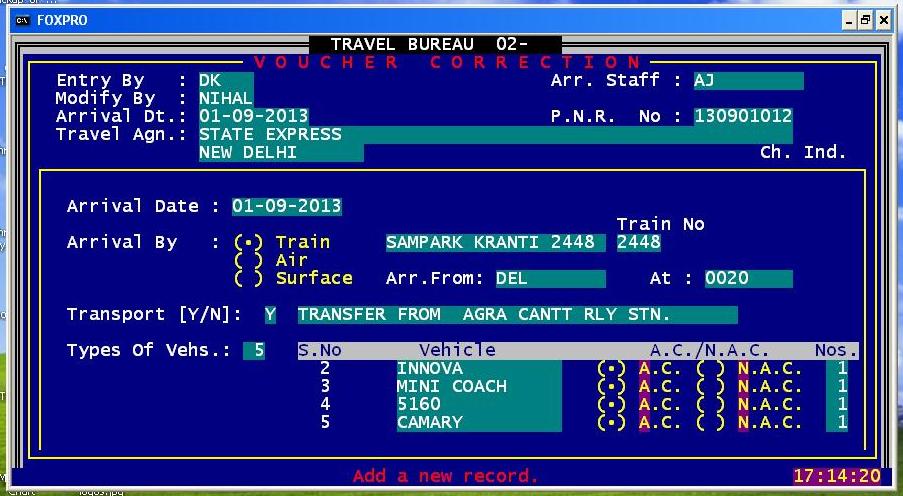 FOXPRO
TRAVEL BUREAU 02-
VOUCHER CORRECTION
Entry By : DK Arr. Staff : AJ
Modify By : NIHAL
Arrival Dt.: 01-09-2013 P.N.R. No : 130901012
Travel Agn.: STATE EXPRESS
NEW DELHI Ch. Ind.
Arrival Date : 01-09-2013
Train No
Arrival By : (•) Train SAMPARK KRANTI 2448 2448
( ) Air
( ) Surface Arr.From: DEL At : 0020
Transport [Y/N]: Y TRANSFER FROM AGRA CANTT RLY STN.
Types Of Vehs.: 5 S.No Vehicle A.C./N.A.C. Nos.
2 INNOVA (•) A.C. ( ) N.A.C. 1
3 MINI COACH (•) A.C. ( ) N.A.C. 1
4 5160 (•) A.C. ( ) N.A.C. 1
5 CAMARY (•) A.C. ( ) N.A.C. 1
Add a new record. 17:14:20